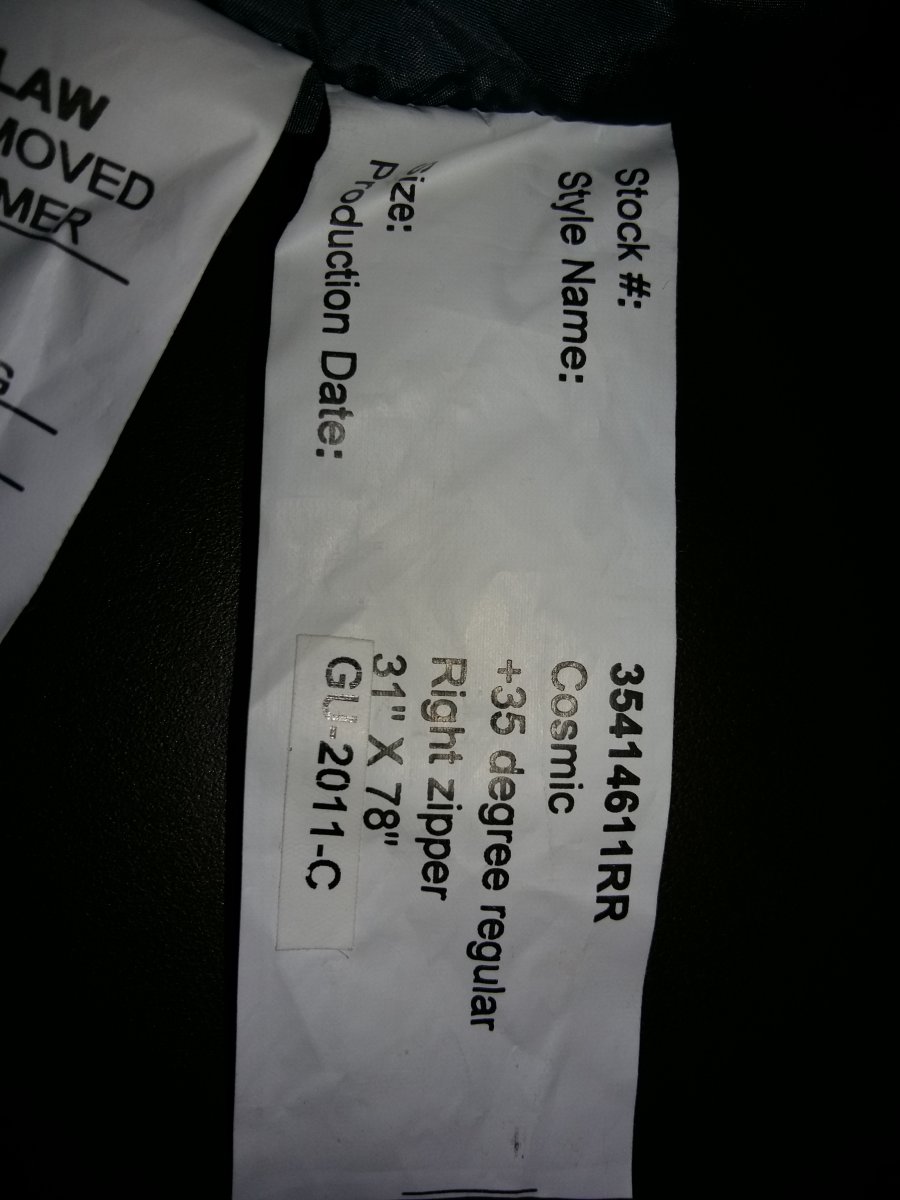 LAW
MOVED
MER
G
Stock #: 35414611RR
Style Name: Cosmic
+35 degree regular
Right zipper
Size: 31" X 78"
Production Date: GU-2011-C